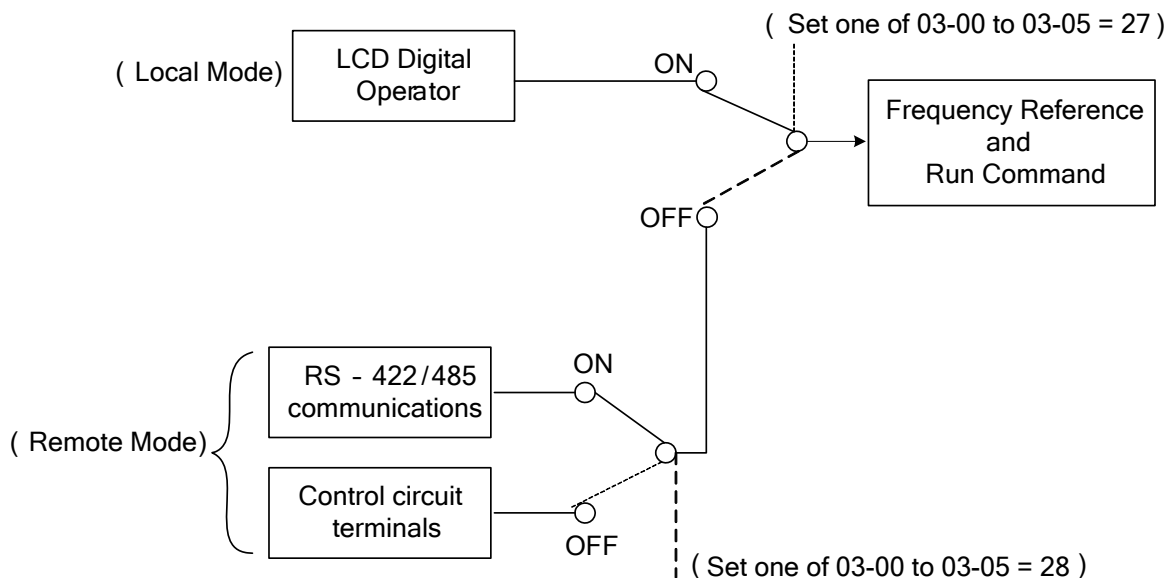 ( Set one of 03-00 to 03-05 = 27 )
( Local Mode)
LCD Digital
Operator
ON
Frequency Reference
and
Run Command
OFF
( Remote Mode)
RS - 422/485
communications
ON
Control circuit
terminals
OFF
( Set one of 03-00 to 03-05 = 28 )